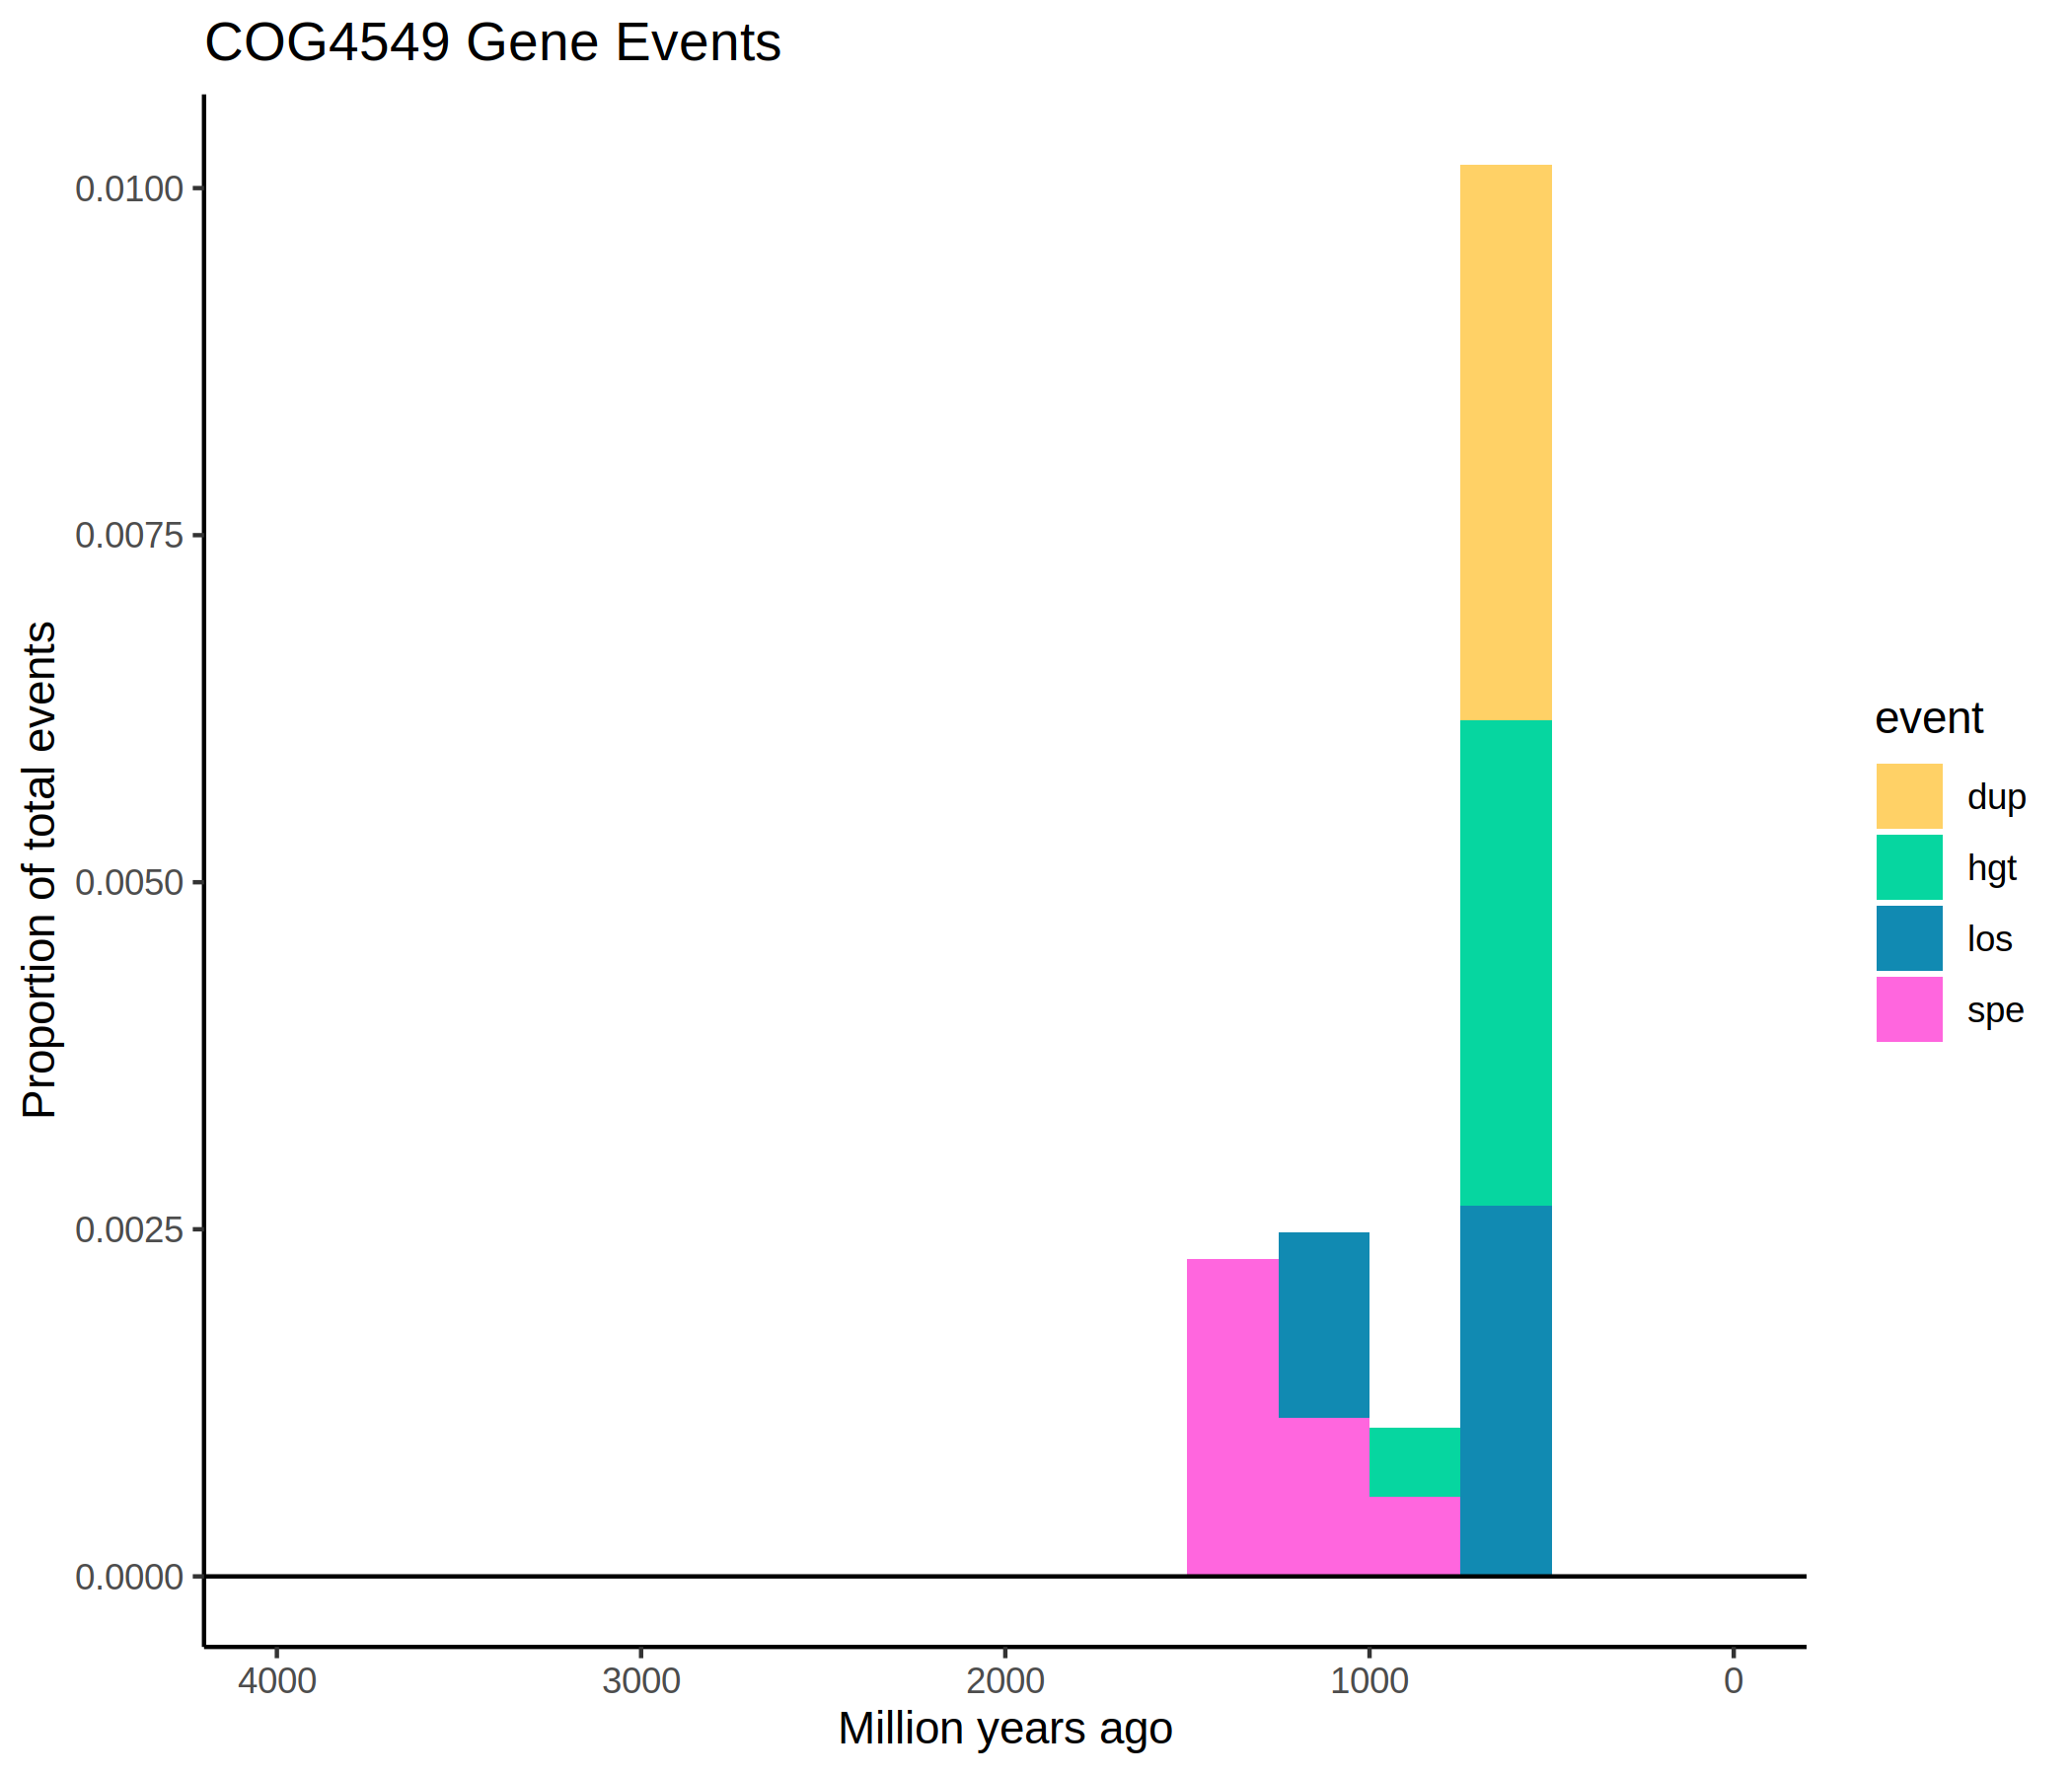 COG4549 Gene Events
Proportion of total events
0.0100
0.0075
0.0050
0.0025
0.0000
4000 3000 2000 1000 0
Million years ago
event
dup
hgt
los
spe